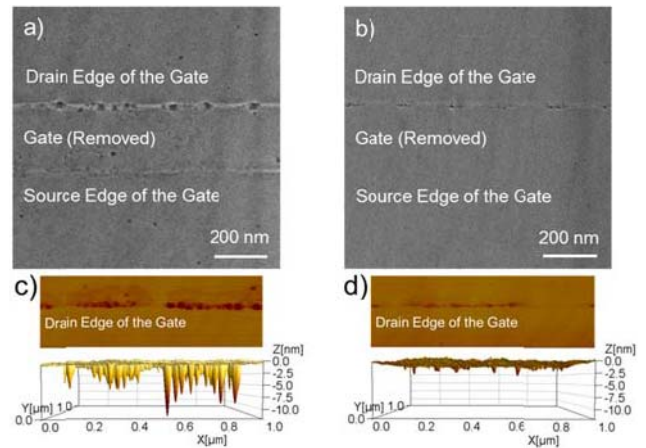 a)
Drain Edge of the Gate
Gate (Removed)
Source Edge of the Gate
200 nm
b)
Drain Edge of the Gate
Gate (Removed)
Source Edge of the Gate
200 nm
c)
Drain Edge of the Gate
Z[nm]
0.0
-2.5
-5.0
-7.5
-10.0
Y[µm] 1.0
0.0
0.0 0.2 0.4 0.6 0.8 1.0
X[µm]
d)
Drain Edge of the Gate
Z[nm]
0.0
-2.5
-5.0
-7.5
-10.0
Y[µm] 1.0
0.0
0.0 0.2 0.4 0.6 0.8 1.0
X[µm]